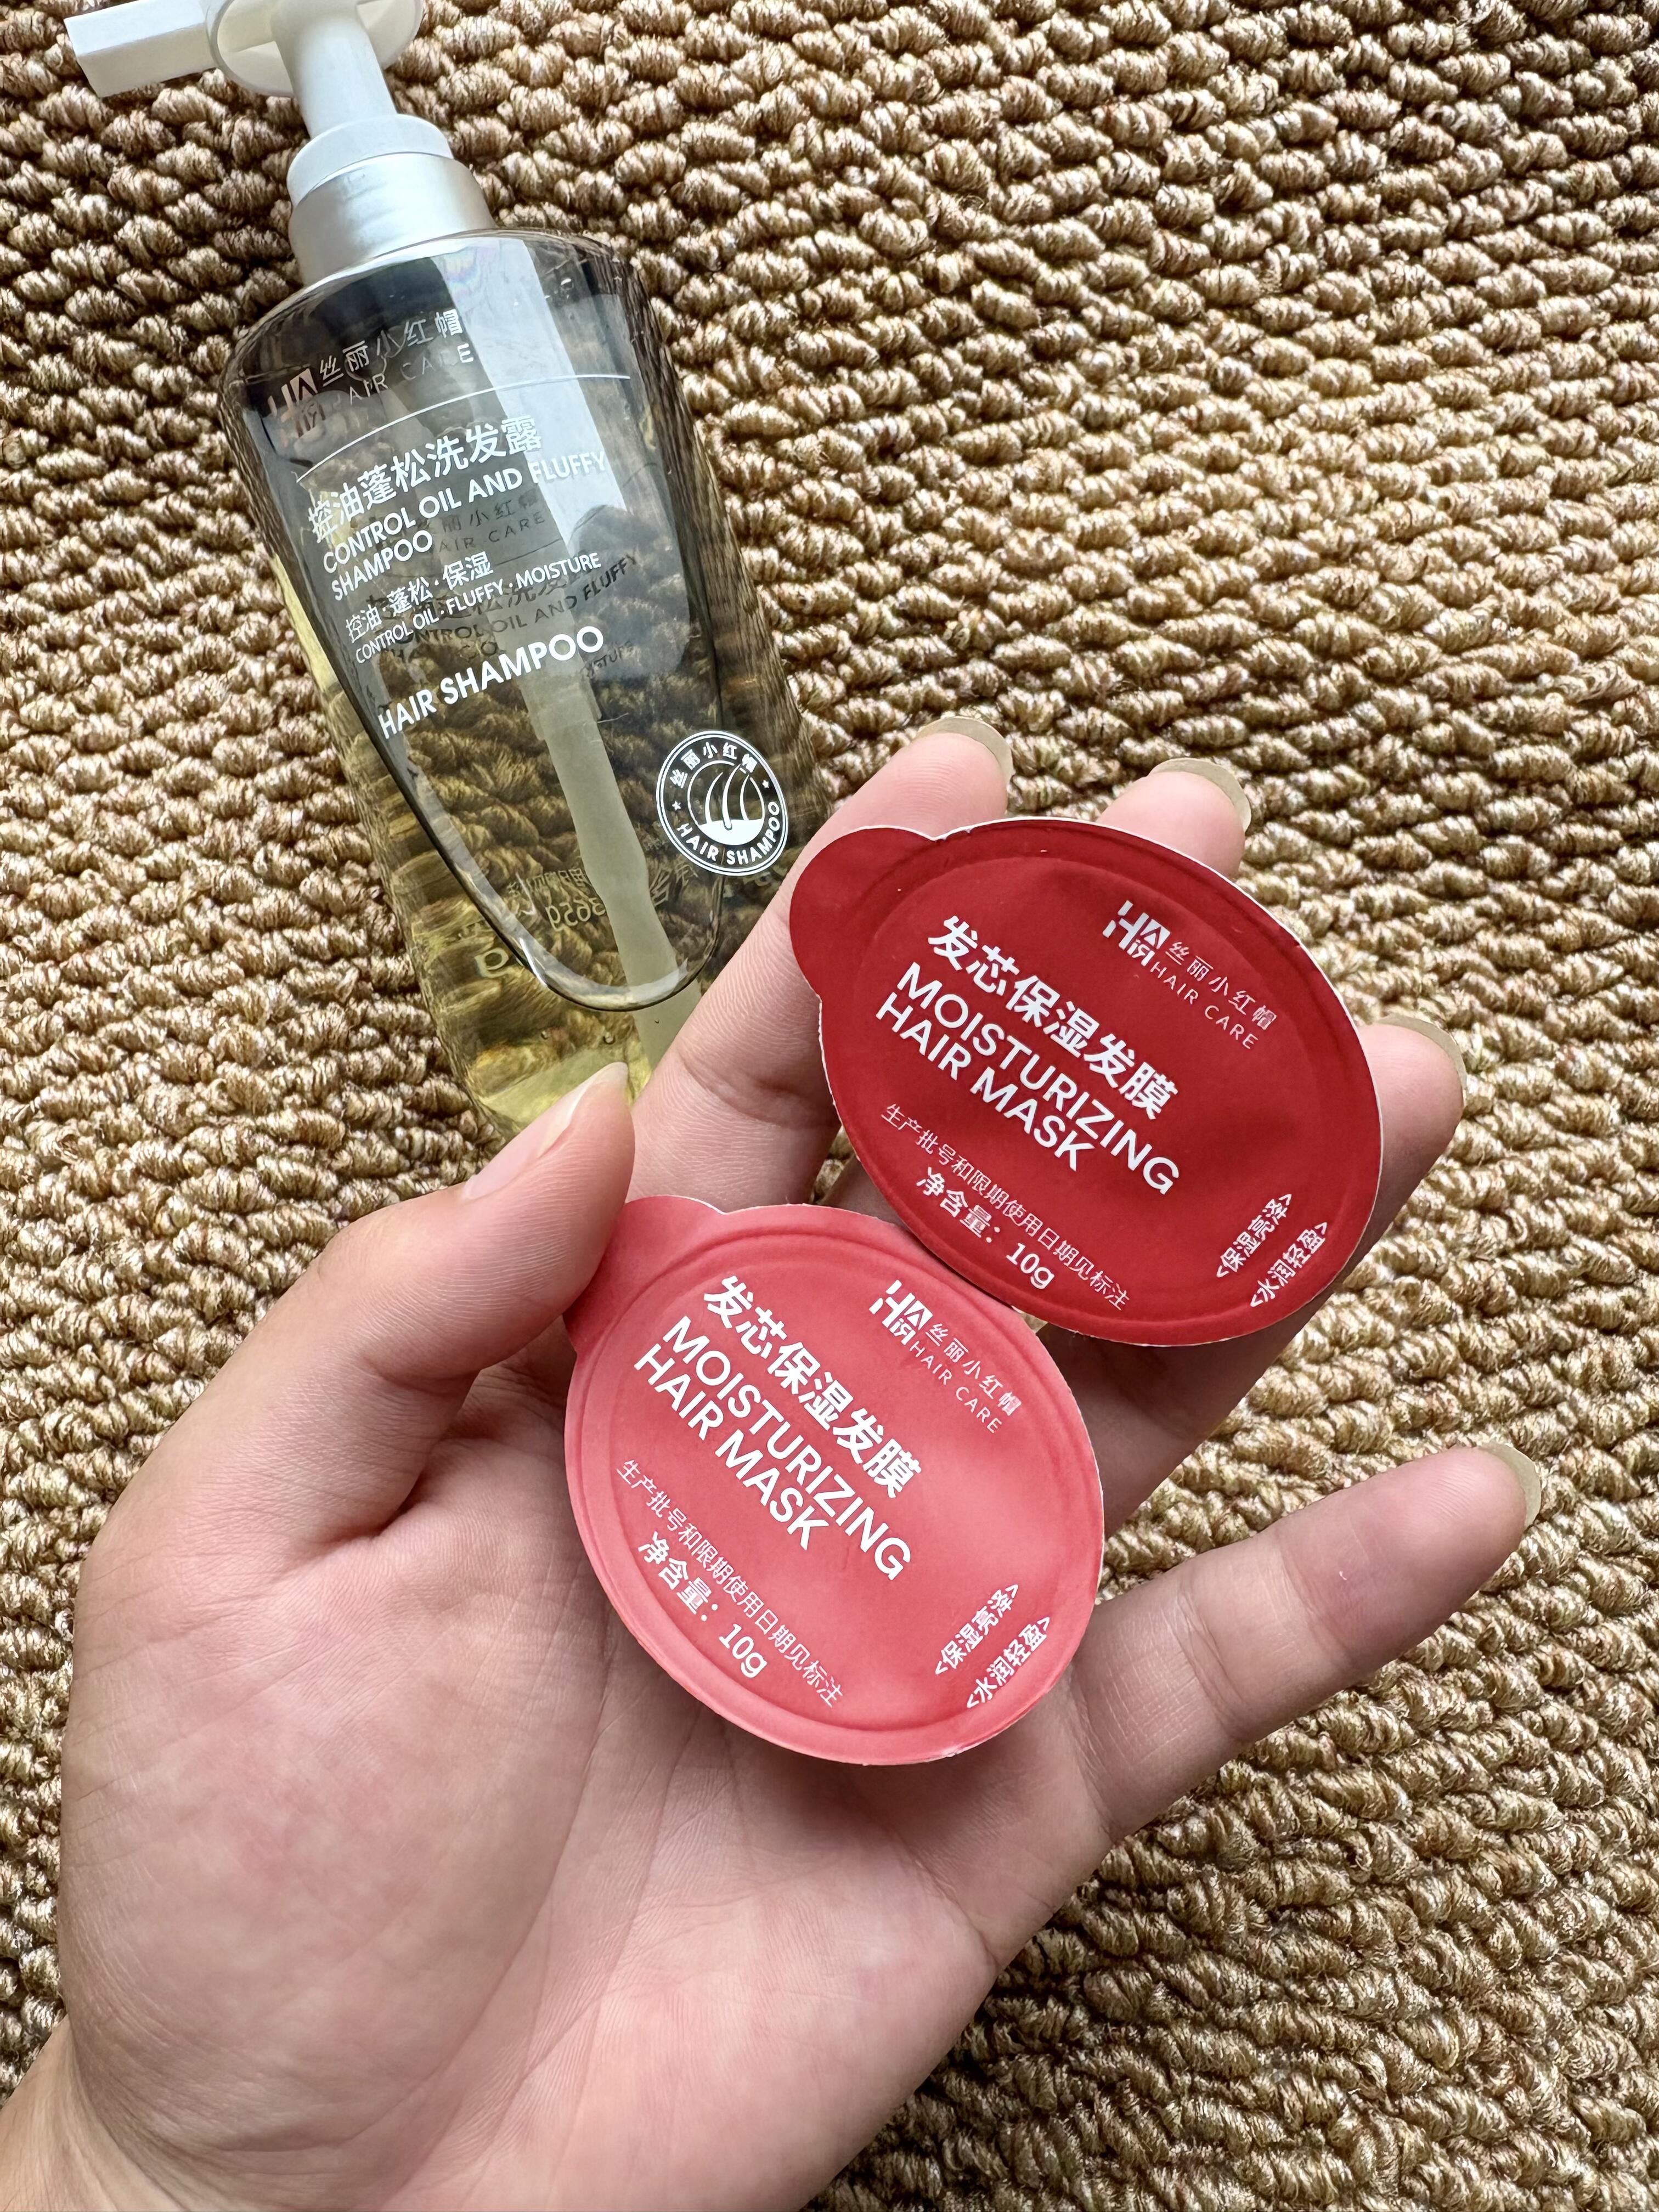 HAIR 丝丽小红帽
HAIR CARE
控油蓬松洗发露
CONTROL OIL AND FLUFFY
SHAMPOO
控油·蓬松·保湿
CONTROL OIL·FLUFFY·MOISTURE
HAIR SHAMPOO
丝丽小红帽
HAIR SHAMPOO
365g
HAIR 丝丽小红帽
HAIR CARE
发芯保湿发膜
MOISTURIZING
HAIR MASK
生产批号和限期使用日期见标注
净含量：10g
<保湿亮泽>
<水润轻盈>
HAIR 丝丽小红帽
HAIR CARE
发芯保湿发膜
MOISTURIZING
HAIR MASK
生产批号和限期使用日期见标注
净含量：10g
<保湿亮泽>
<水润轻盈>